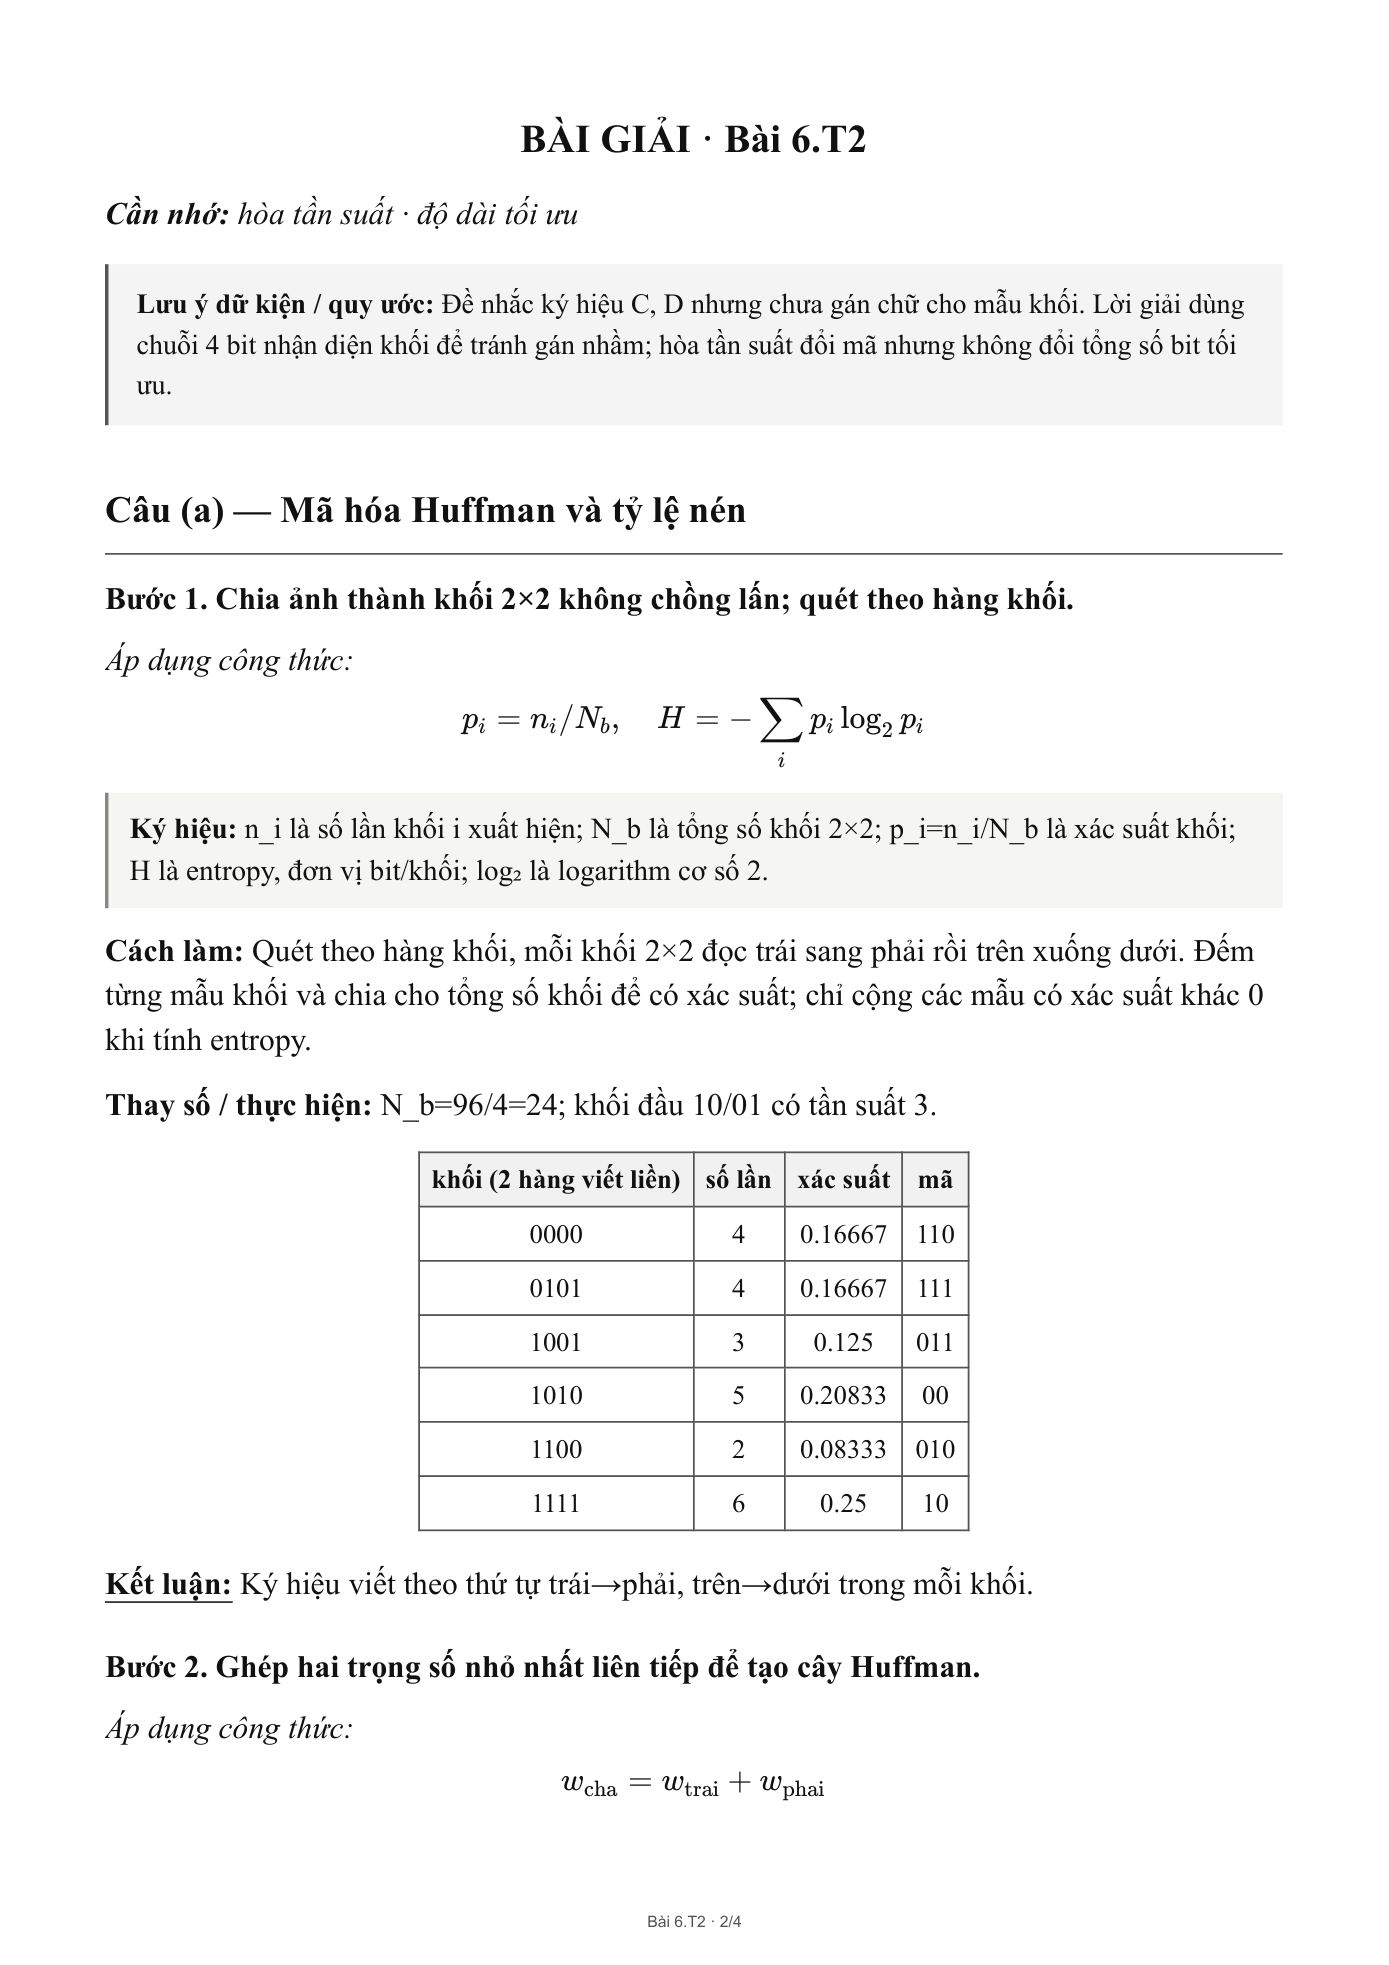 BÀI GIẢI · Bài 6.T2
Cần nhớ: hòa tần suất · độ dài tối ưu
Lưu ý dữ kiện / quy ước: Đề nhắc ký hiệu C, D nhưng chưa gán chữ cho mẫu khối. Lời giải dùng
chuỗi 4 bit nhận diện khối để tránh gán nhầm; hòa tần suất đổi mã nhưng không đổi tổng số bit tối
ưu.
Câu (a) — Mã hóa Huffman và tỷ lệ nén
Bước 1. Chia ảnh thành khối 2×2 không chồng lấn; quét theo hàng khối.
Áp dụng công thức:
p_i = n_i/N_b, H = − ∑_i p_i log₂ p_i
Ký hiệu: n_i là số lần khối i xuất hiện; N_b là tổng số khối 2×2; p_i=n_i/N_b là xác suất khối;
H là entropy, đơn vị bit/khối; log₂ là logarithm cơ số 2.
Cách làm: Quét theo hàng khối, mỗi khối 2×2 đọc trái sang phải rồi trên xuống dưới. Đếm
từng mẫu khối và chia cho tổng số khối để có xác suất; chỉ cộng các mẫu có xác suất khác 0
khi tính entropy.
Thay số / thực hiện: N_b=96/4=24; khối đầu 10/01 có tần suất 3.
khối (2 hàng viết liền) số lần xác suất mã
0000 4 0.16667 110
0101 4 0.16667 111
1001 3 0.125 011
1010 5 0.20833 00
1100 2 0.08333 010
1111 6 0.25 10
Kết luận: Ký hiệu viết theo thứ tự trái→phải, trên→dưới trong mỗi khối.
Bước 2. Ghép hai trọng số nhỏ nhất liên tiếp để tạo cây Huffman.
Áp dụng công thức:
w_cha = w_trai + w_phai
Bài 6.T2 · 2/4